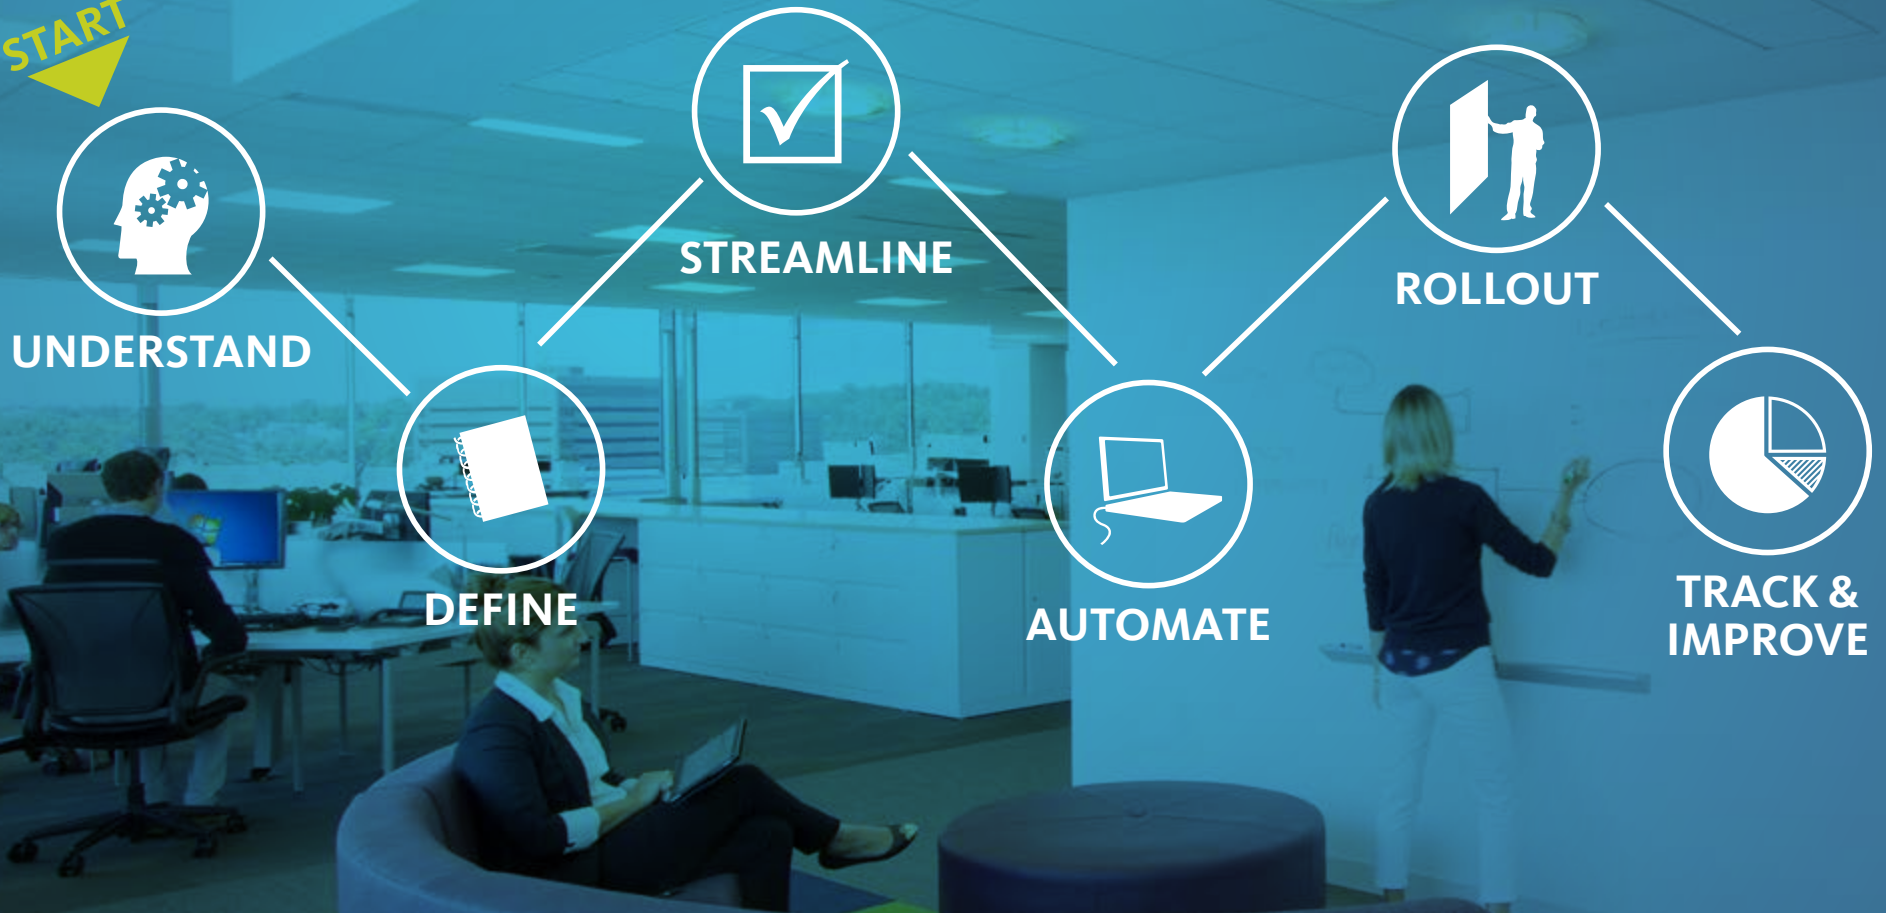 START
UNDERSTAND
DEFINE
STREAMLINE
AUTOMATE
ROLLOUT
TRACK &
IMPROVE